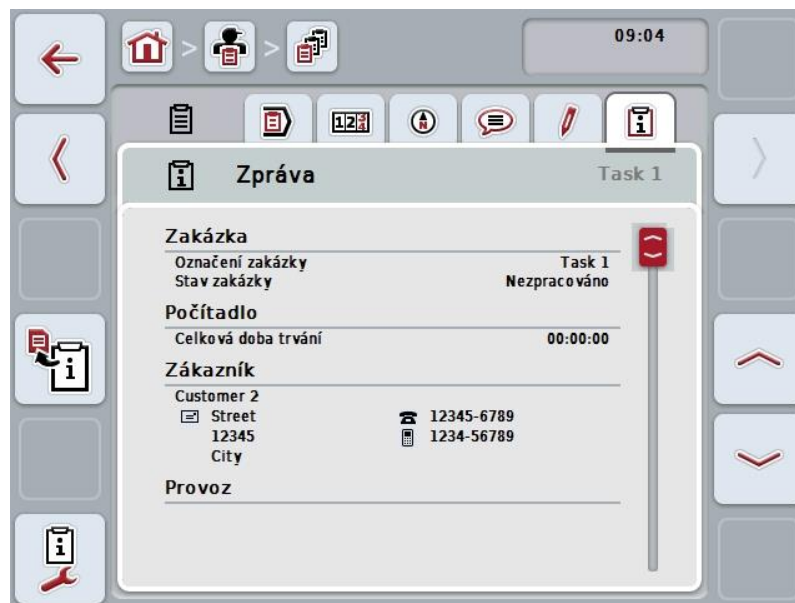 09:04
Zpráva Task 1
Zakázka
Označení zakázky Task 1
Stav zakázky Nezpracováno
Počítadlo
Celková doba trvání 00:00:00
Zákazník
Customer 2
Street 12345-6789
12345 1234-56789
City
Provoz